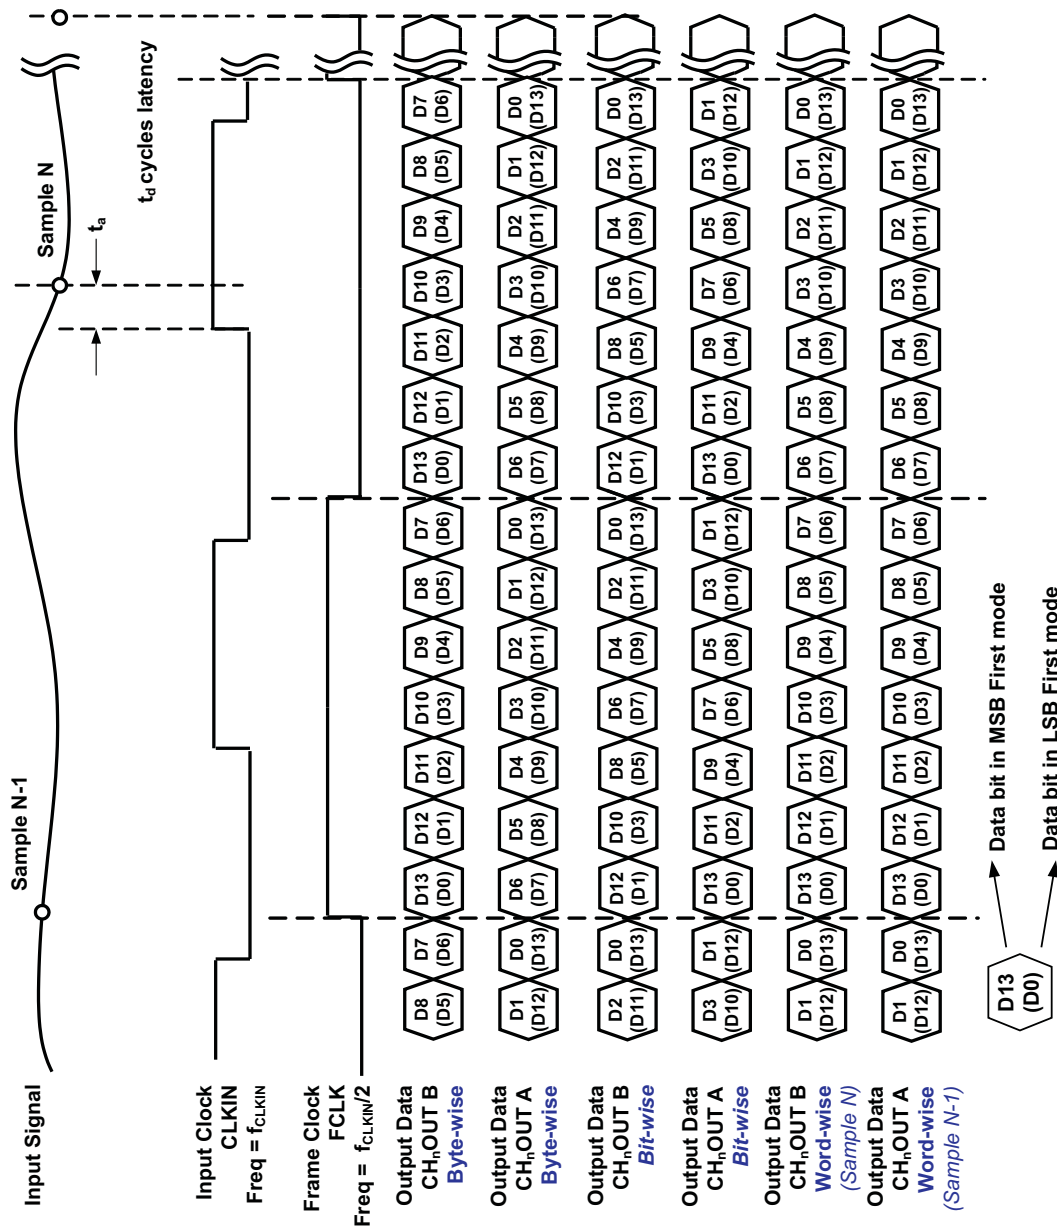 Input Signal
Sample N-1
Sample N
t_a
t_d cycles latency
Input Clock
CLKIN
Freq = f_CLKIN
Frame Clock
FCLK
Freq = f_CLKIN/2
Output Data
CH_nOUT B
Byte-wise
D8 D7 D13 D12 D11 D10 D9 D8 D7 D13 D12 D11 D10 D9 D8 D7
(D5) (D6) (D0) (D1) (D2) (D3) (D4) (D5) (D6) (D0) (D1) (D2) (D3) (D4) (D5) (D6)
Output Data
CH_nOUT A
Byte-wise
D1 D0 D6 D5 D4 D3 D2 D1 D0 D6 D5 D4 D3 D2 D1 D0
(D12) (D13) (D7) (D8) (D9) (D10) (D11) (D12) (D13) (D7) (D8) (D9) (D10) (D11) (D12) (D13)
Output Data
CH_nOUT B
Bit-wise
D2 D0 D12 D10 D8 D6 D4 D2 D0 D12 D10 D8 D6 D4 D2 D0
(D11) (D13) (D1) (D3) (D5) (D7) (D9) (D11) (D13) (D1) (D3) (D5) (D7) (D9) (D11) (D13)
Output Data
CH_nOUT A
Bit-wise
D3 D1 D13 D11 D9 D7 D5 D3 D1 D13 D11 D9 D7 D5 D3 D1
(D10) (D12) (D0) (D2) (D4) (D6) (D8) (D10) (D12) (D0) (D2) (D4) (D6) (D8) (D10) (D12)
Output Data
CH_nOUT B
Word-wise
(Sample N)
D1 D0 D13 D12 D11 D10 D9 D8 D7 D6 D5 D4 D3 D2 D1 D0
(D12) (D13) (D0) (D1) (D2) (D3) (D4) (D5) (D6) (D7) (D8) (D9) (D10) (D11) (D12) (D13)
Output Data
CH_nOUT A
Word-wise
(Sample N-1)
D1 D0 D13 D12 D11 D10 D9 D8 D7 D6 D5 D4 D3 D2 D1 D0
(D12) (D13) (D0) (D1) (D2) (D3) (D4) (D5) (D6) (D7) (D8) (D9) (D10) (D11) (D12) (D13)
D13
(D0)
Data bit in MSB First mode
Data bit in LSB First mode